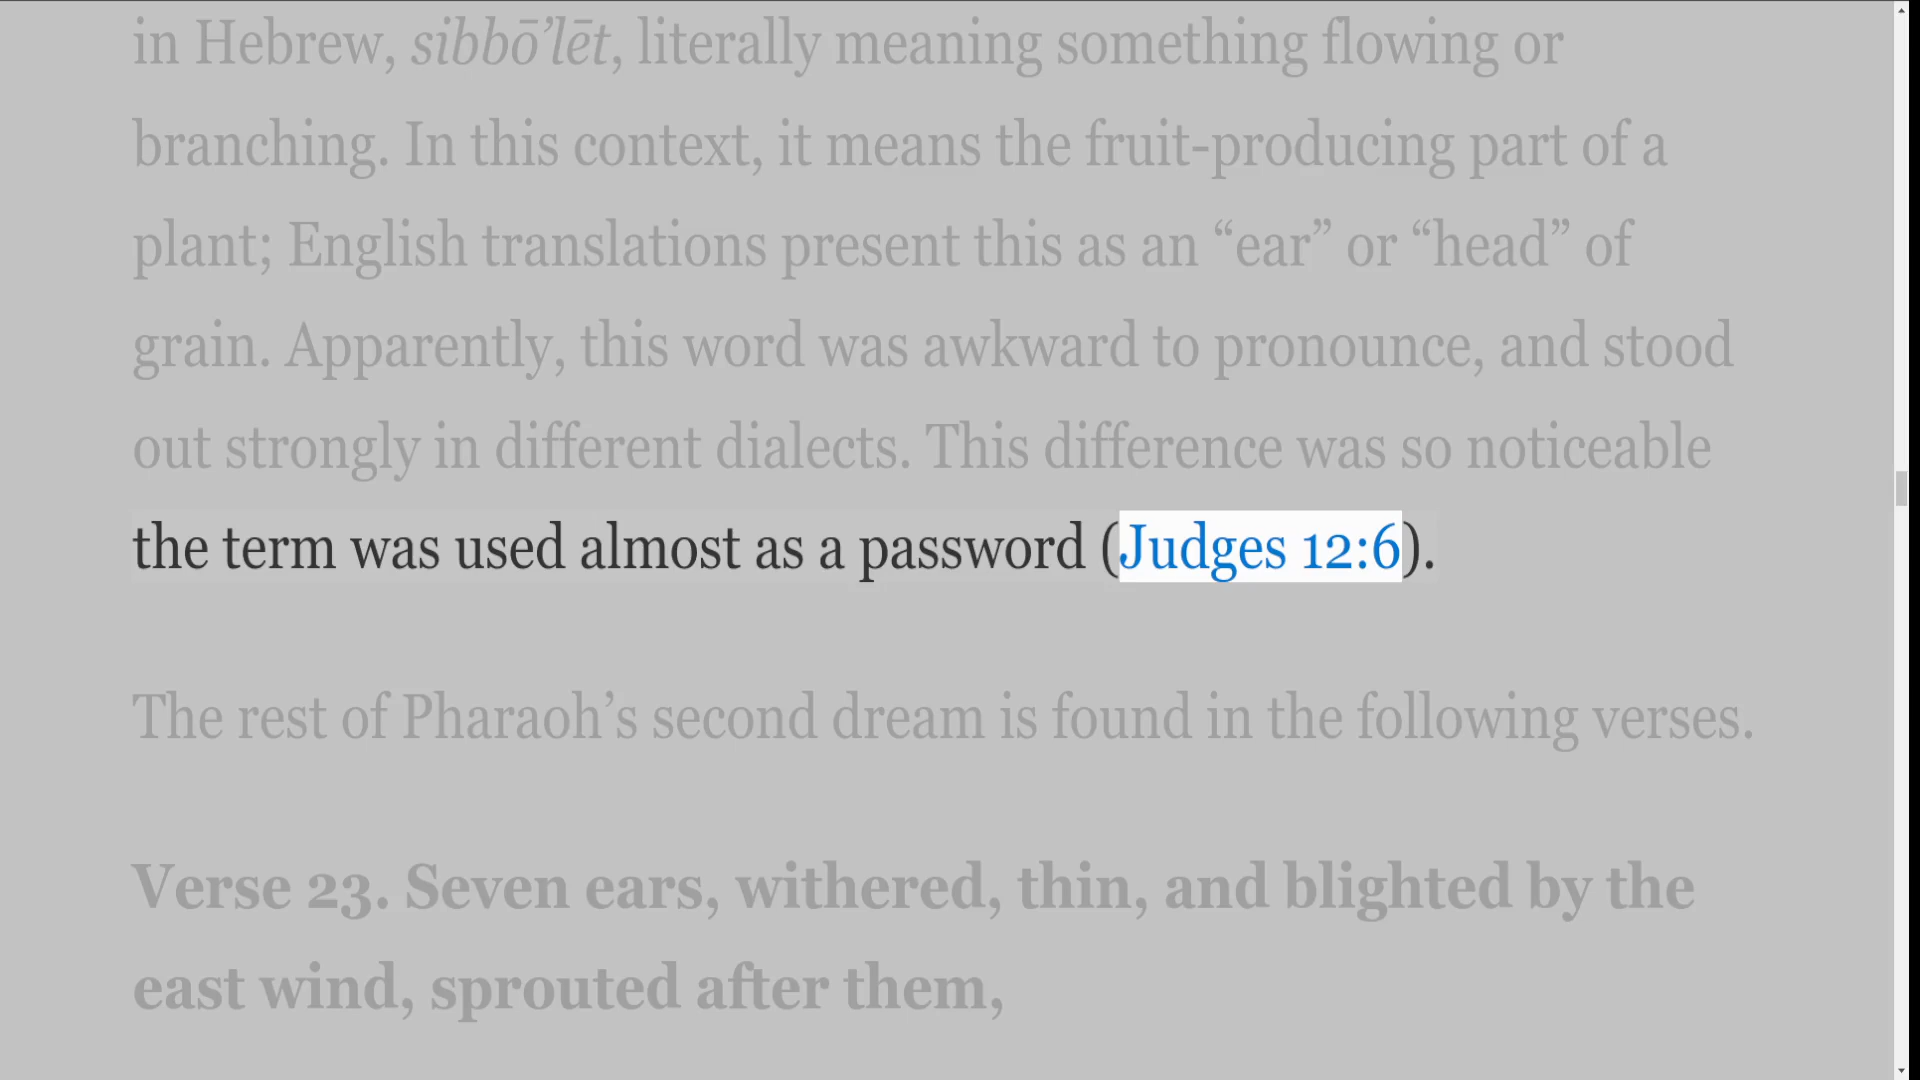 in Hebrew, sibbō’lēt, literally meaning something flowing or
branching. In this context, it means the fruit-producing part of a
plant; English translations present this as an “ear” or “head” of
grain. Apparently, this word was awkward to pronounce, and stood
out strongly in different dialects. This difference was so noticeable
the term was used almost as a password (Judges 12:6).
The rest of Pharaoh’s second dream is found in the following verses.
Verse 23. Seven ears, withered, thin, and blighted by the
east wind, sprouted after them,